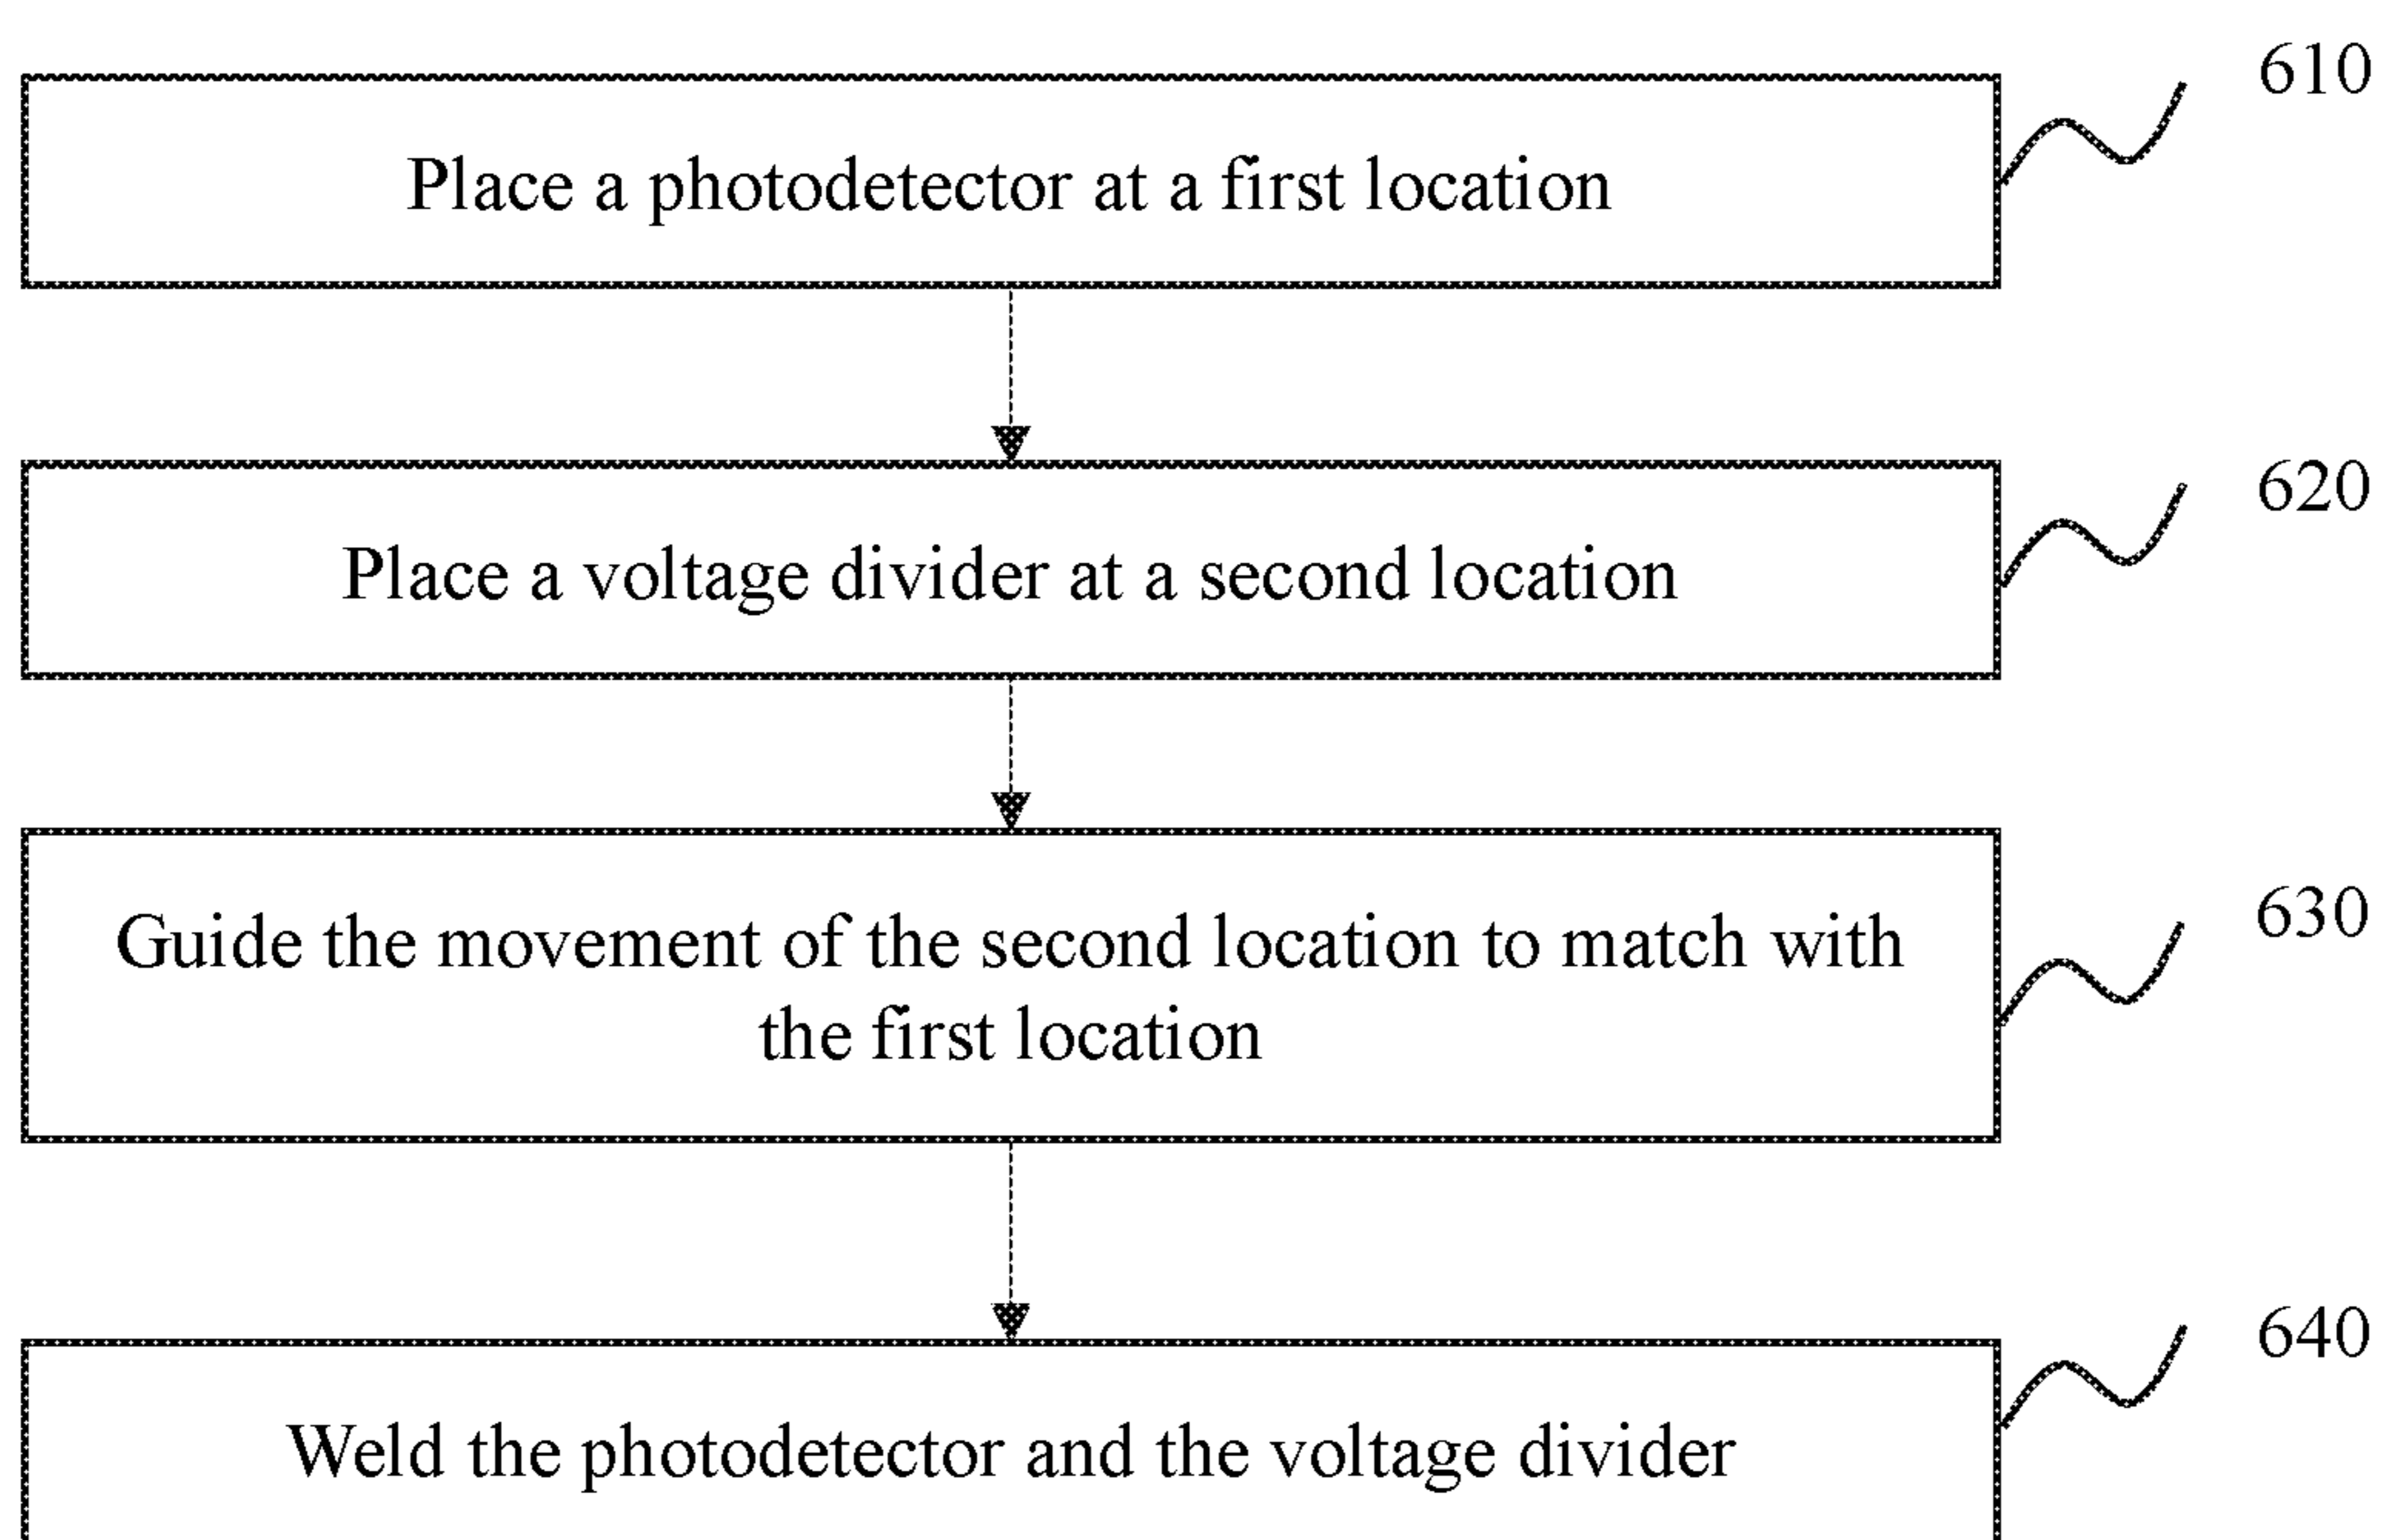 610
Place a photodetector at a first location
620
Place a voltage divider at a second location
630
Guide the movement of the second location to match with
the first location
640
Weld the photodetector and the voltage divider